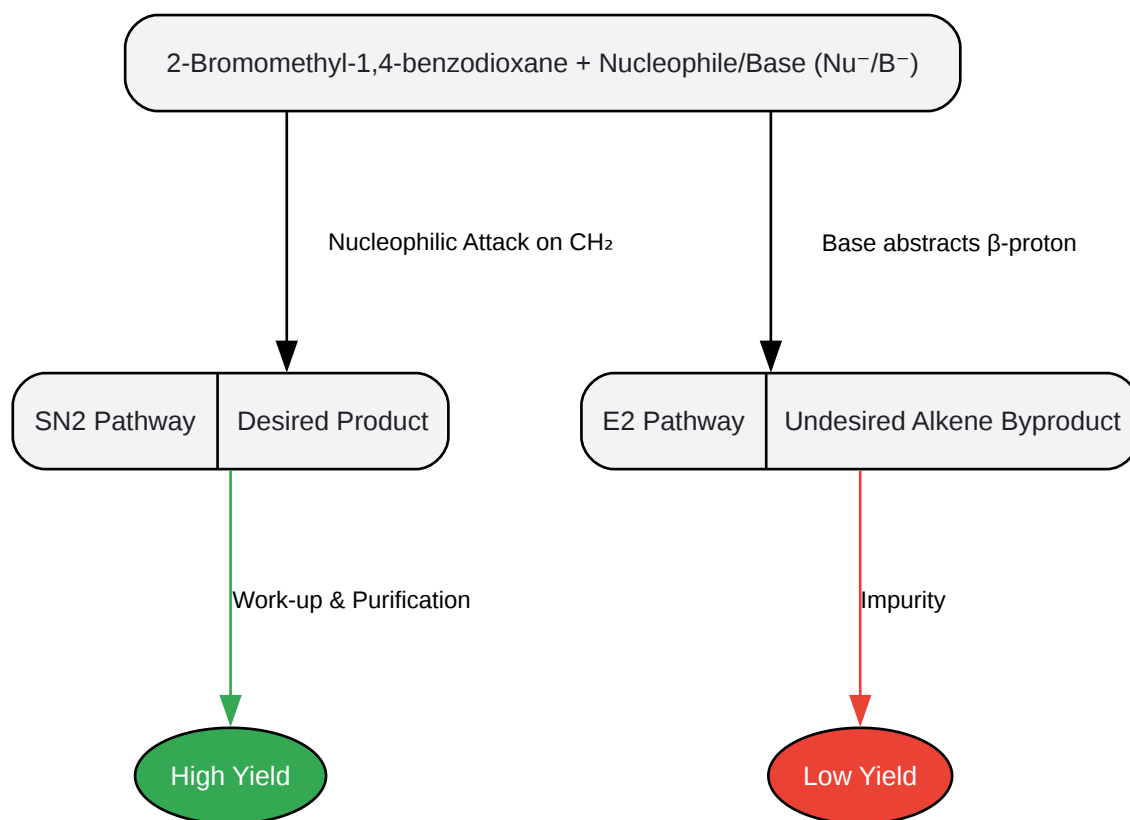 2-Bromomethyl-1,4-benzodioxane + Nucleophile/Base (Nu⁻/B⁻)
Nucleophilic Attack on CH₂
Base abstracts β-proton
SN2 Pathway
Desired Product
E2 Pathway
Undesired Alkene Byproduct
Work-up & Purification
Impurity
High Yield
Low Yield